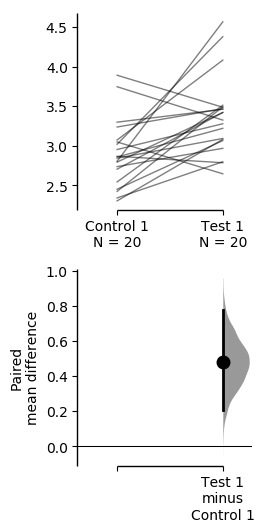 4.5
4.0
3.5
3.0
2.5
Control 1
N = 20
Test 1
N = 20
1.0
0.8
0.6
0.4
0.2
0.0
Paired
mean difference
Test 1
minus
Control 1